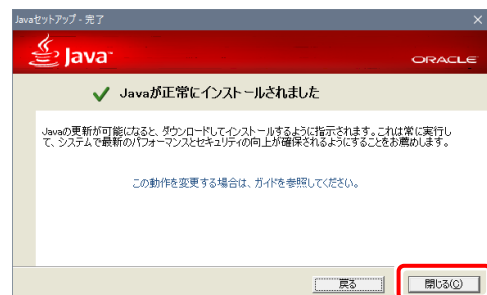 Javaセットアップ - 完了
Java
ORACLE
Javaが正常にインストールされました
Javaの更新が可能になると、ダウンロードしてインストールするように指示されます。これは常に実行し
て、システムで最新のパフォーマンスとセキュリティの向上が確保されるようにすることをお薦めします。
この動作を変更する場合は、ガイドを参照してください。
戻る
閉じる(C)